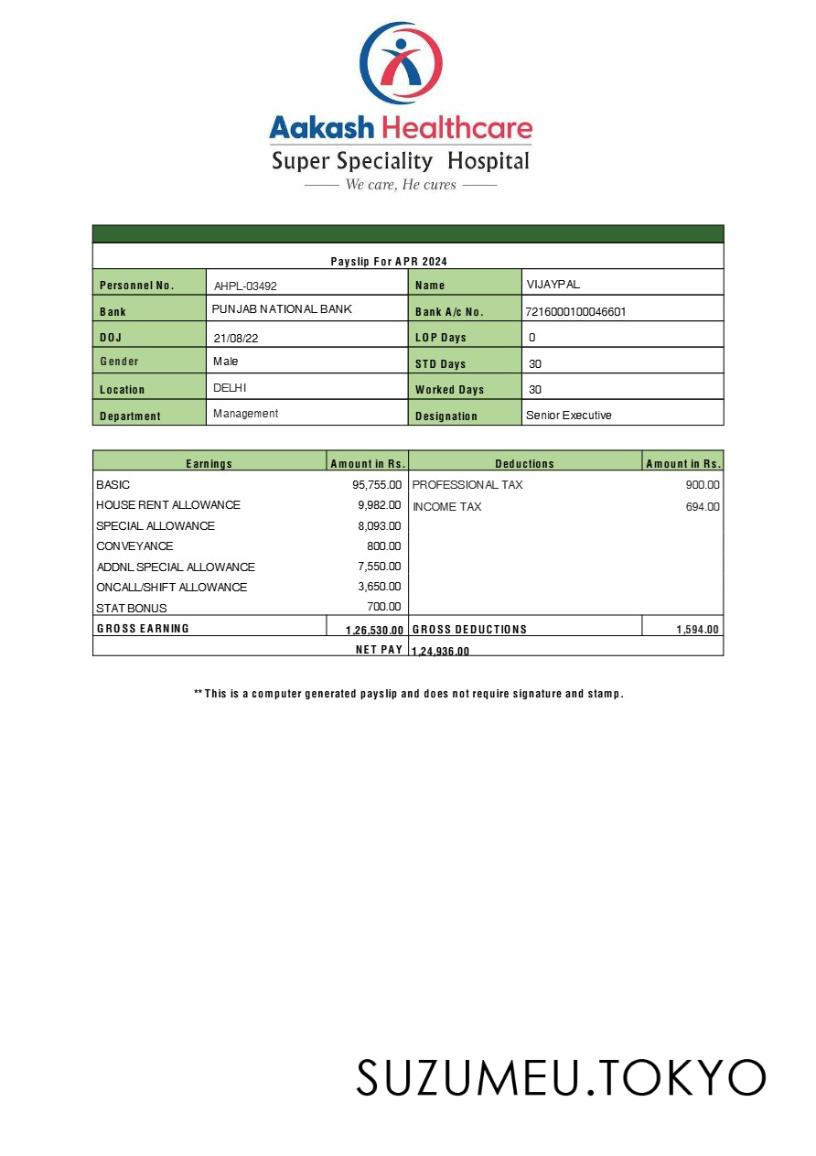 Aakash Healthcare
Super Speciality Hospital
We care, He cures
Payslip For APR 2024
Personnel No. AHPL-03492 Name VIJAYPAL
Bank PUNJAB NATIONAL BANK Bank A/c No. 7216000100046601
DOJ 21/08/22 LOP Days 0
Gender Male STD Days 30
Location DELHI Worked Days 30
Department Management Designation Senior Executive
Earnings Amount in Rs. Deductions Amount in Rs.
BASIC 95,755.00 PROFESSIONAL TAX 900.00
HOUSE RENT ALLOWANCE 9,982.00 INCOME TAX 694.00
SPECIAL ALLOWANCE 8,093.00
CONVEYANCE 800.00
ADDNL SPECIAL ALLOWANCE 7,550.00
ONCALL/SHIFT ALLOWANCE 3,650.00
STAT BONUS 700.00
GROSS EARNING 1,26,530.00 GROSS DEDUCTIONS 1,594.00
NET PAY 1,24,936.00
** This is a computer generated payslip and does not require signature and stamp.
SUZUMEU.TOKYO